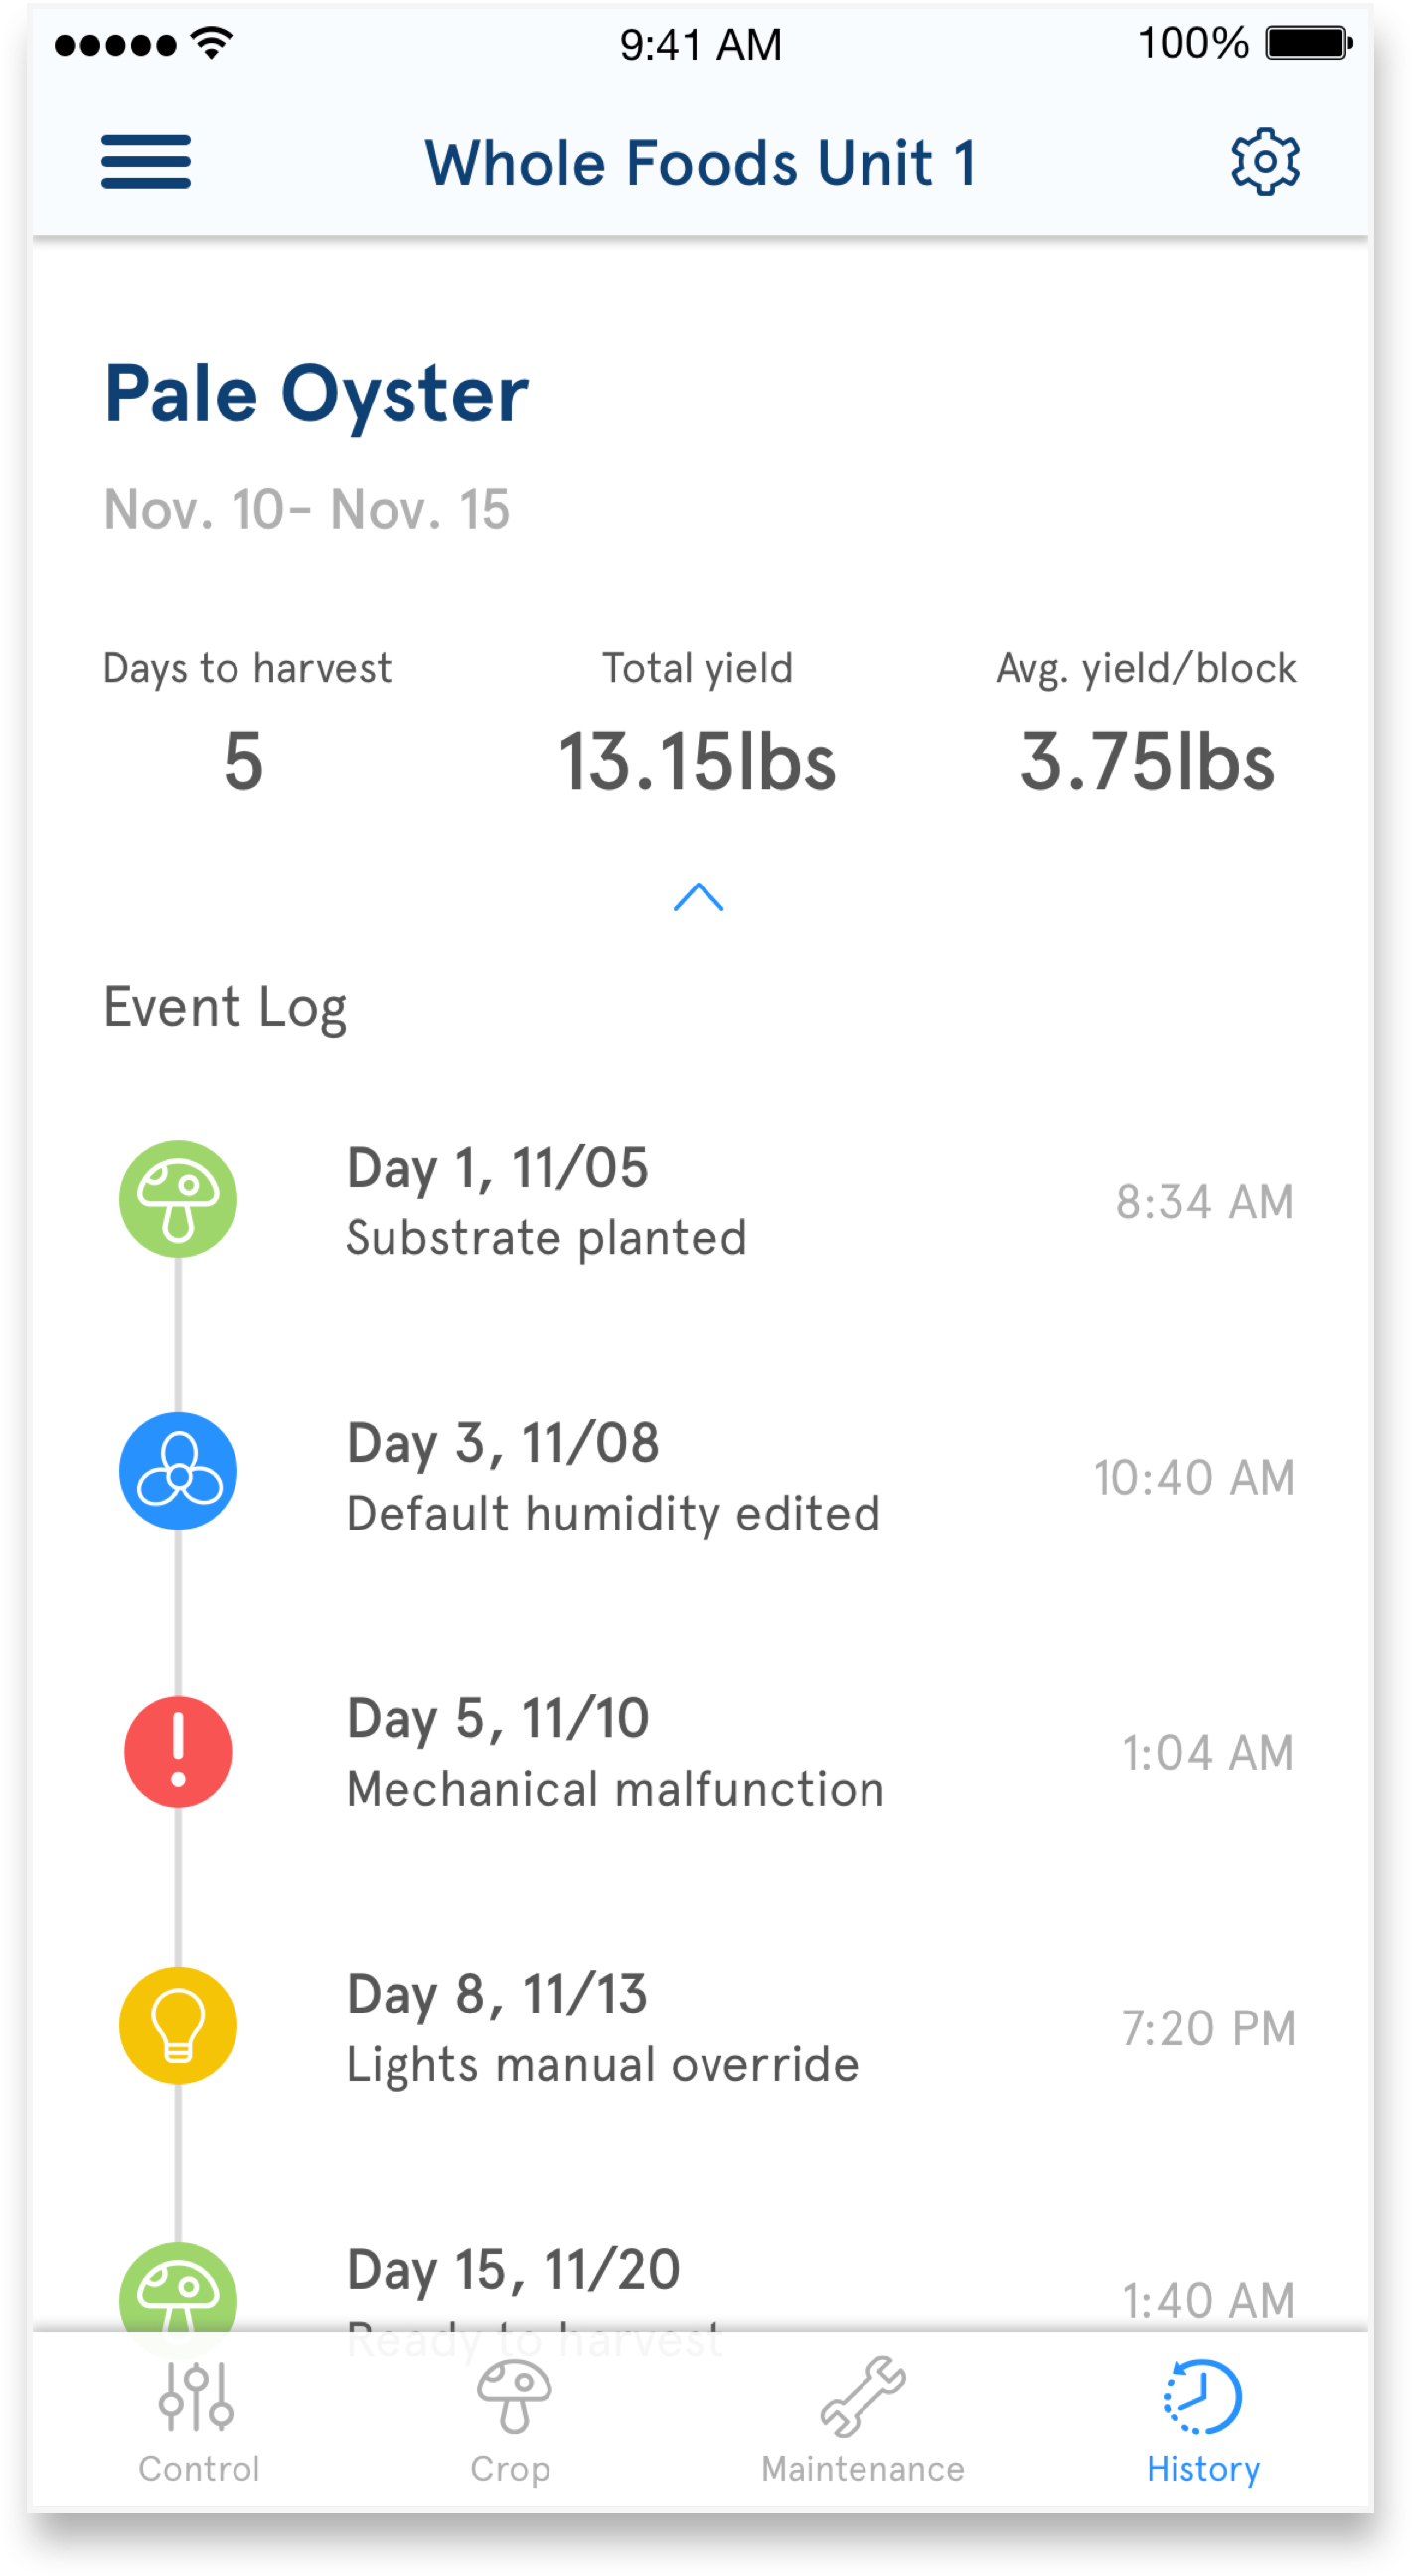 9:41 AM
100%
Whole Foods Unit 1
Pale Oyster
Nov. 10- Nov. 15
Days to harvest
Total yield
Avg. yield/block
5
13.15lbs
3.75lbs
Event Log
Day 1, 11/05
Substrate planted
8:34 AM
Day 3, 11/08
Default humidity edited
10:40 AM
Day 5, 11/10
Mechanical malfunction
1:04 AM
Day 8, 11/13
Lights manual override
7:20 PM
Day 15, 11/20
Ready to harvest
1:40 AM
Control
Crop
Maintenance
History